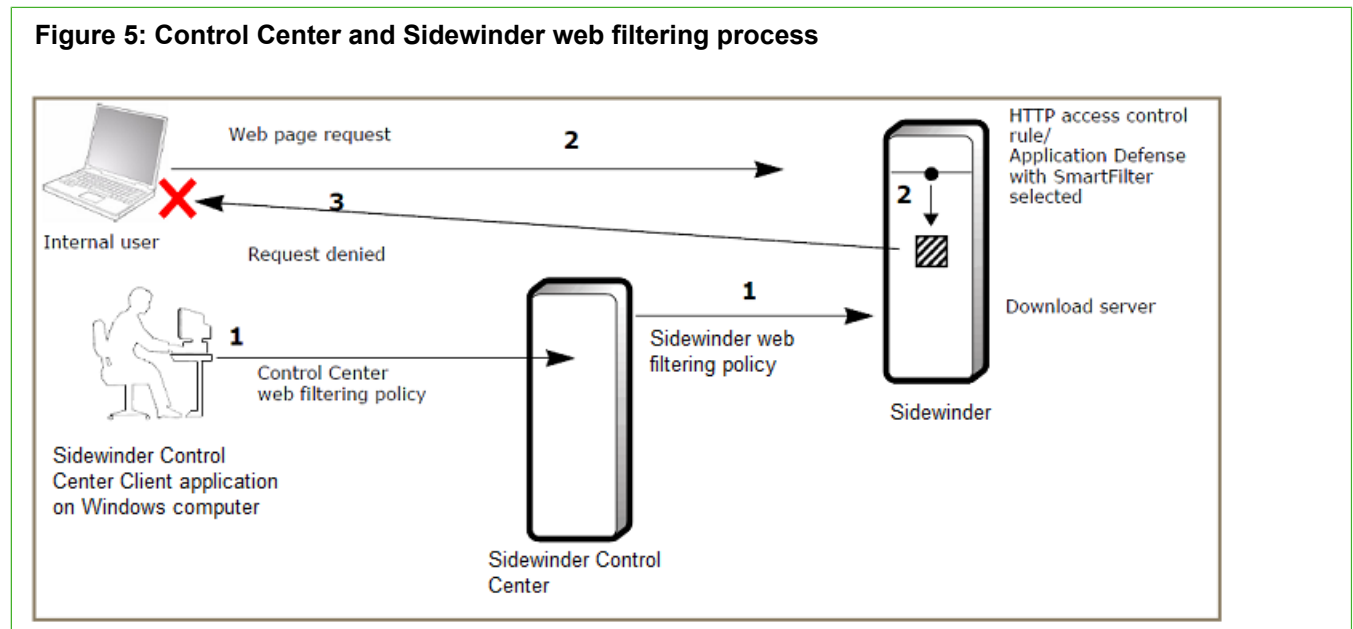 Figure 5: Control Center and Sidewinder web filtering process
Web page request
2
HTTP access control
rule/
Application Defense
with SmartFilter
selected
2
3
Internal user
Request denied
1
Control Center
web filtering policy
1
Sidewinder web
filtering policy
Download server
Sidewinder
Sidewinder Control
Center Client application
on Windows computer
Sidewinder Control
Center